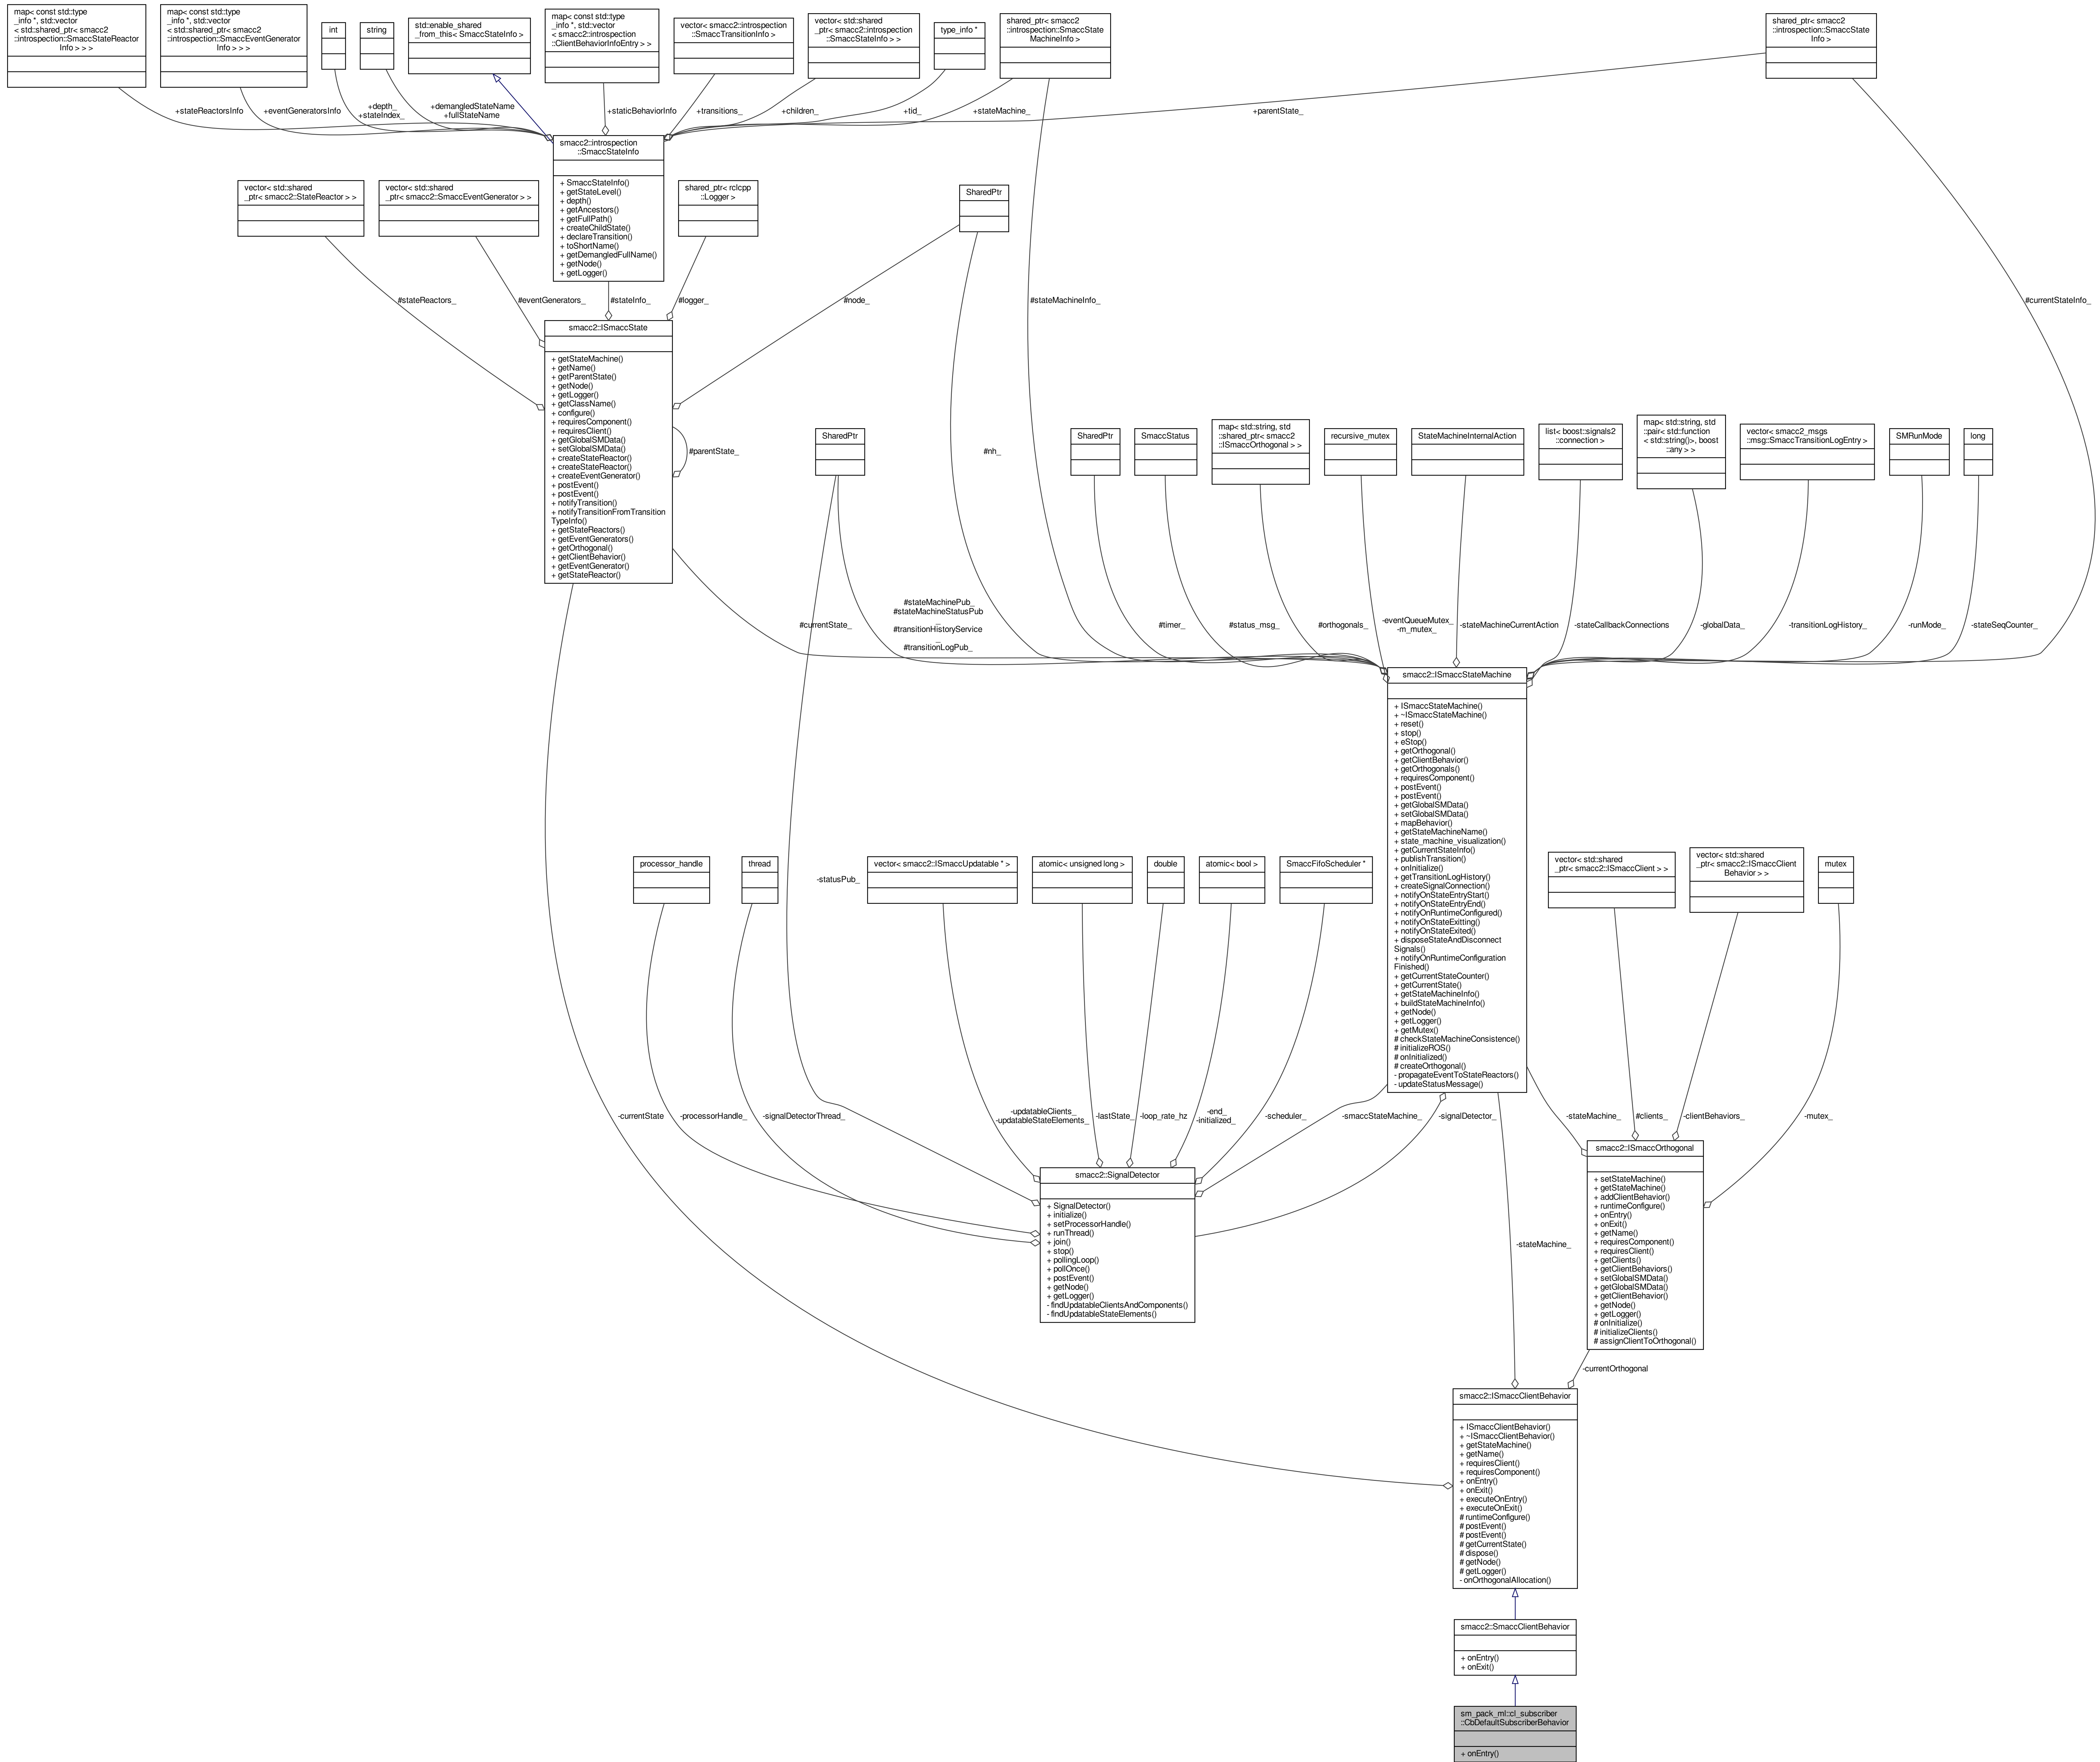 map< const std::type
_info *, std::vector
< std::shared_ptr< smacc2
::introspection::SmaccStateReactor
Info > > >
map< const std::type
_info *, std::vector
< std::shared_ptr< smacc2
::introspection::SmaccEventGenerator
Info > > >
int
string
std::enable_shared
_from_this< SmaccStateInfo >
map< const std::type
_info *, std::vector
< smacc2::introspection
::ClientBehaviorInfoEntry > >
vector< smacc2::introspection
::SmaccTransitionInfo >
vector< std::shared
_ptr< smacc2::introspection
::SmaccStateInfo > >
type_info *
shared_ptr< smacc2
::introspection::SmaccState
MachineInfo >
shared_ptr< smacc2
::introspection::SmaccState
Info >
+stateReactorsInfo
+eventGeneratorsInfo
+depth_
+stateIndex_
+demangledStateName
+fullStateName
+staticBehaviorInfo
+transitions_
+children_
+tid_
+stateMachine_
+parentState_
smacc2::introspection
::SmaccStateInfo
+ SmaccStateInfo()
+ getStateLevel()
+ depth()
+ getAncestors()
+ getFullPath()
+ createChildState()
+ declareTransition()
+ toShortName()
+ getDemangledFullName()
+ getNode()
+ getLogger()
vector< std::shared
_ptr< smacc2::StateReactor > >
vector< std::shared
_ptr< smacc2::SmaccEventGenerator > >
shared_ptr< rclcpp
::Logger >
SharedPtr
#stateReactors_
#eventGenerators_
#stateInfo_
#logger_
#node_
#stateMachineInfo_
#currentStateInfo_
smacc2::ISmaccState
+ getStateMachine()
+ getName()
+ getParentState()
+ getNode()
+ getLogger()
+ getClassName()
+ configure()
+ requiresComponent()
+ requiresClient()
+ getGlobalSMData()
+ setGlobalSMData()
+ createStateReactor()
+ createStateReactor()
+ createEventGenerator()
+ postEvent()
+ postEvent()
+ notifyTransition()
+ notifyTransitionFromTransition
TypeInfo()
+ getStateReactors()
+ getEventGenerators()
+ getOrthogonal()
+ getClientBehavior()
+ getEventGenerator()
+ getStateReactor()
#parentState_
SharedPtr
#nh_
SharedPtr
SmaccStatus
map< std::string, std
::shared_ptr< smacc2
::ISmaccOrthogonal > >
recursive_mutex
StateMachineInternalAction
list< boost::signals2
::connection >
map< std::string, std
::pair< std::function
< std::string()>, boost
::any > >
vector< smacc2_msgs
::msg::SmaccTransitionLogEntry >
SMRunMode
long
#currentState_
#stateMachinePub_
#stateMachineStatusPub
_
#transitionHistoryService
_
#transitionLogPub_
#timer_
#status_msg_
#orthogonals_
-eventQueueMutex_
-m_mutex_
-stateMachineCurrentAction
-stateCallbackConnections
-globalData_
-transitionLogHistory_
-runMode_
-stateSeqCounter_
smacc2::ISmaccStateMachine
+ ISmaccStateMachine()
+ ~ISmaccStateMachine()
+ reset()
+ stop()
+ eStop()
+ getOrthogonal()
+ getClientBehavior()
+ getOrthogonals()
+ requiresComponent()
+ postEvent()
+ postEvent()
+ getGlobalSMData()
+ setGlobalSMData()
+ mapBehavior()
+ getStateMachineName()
+ state_machine_visualization()
+ getCurrentStateInfo()
+ publishTransition()
+ onInitialize()
+ getTransitionLogHistory()
+ createSignalConnection()
+ notifyOnStateEntryStart()
+ notifyOnStateEntryEnd()
+ notifyOnRuntimeConfigured()
+ notifyOnStateExitting()
+ notifyOnStateExited()
+ disposeStateAndDisconnect
Signals()
+ notifyOnRuntimeConfiguration
Finished()
+ getCurrentStateCounter()
+ getCurrentState()
+ getStateMachineInfo()
+ buildStateMachineInfo()
+ getNode()
+ getLogger()
+ getMutex()
# checkStateMachineConsistence()
# initializeROS()
# onInitialized()
# createOrthogonal()
- propagateEventToStateReactors()
- updateStatusMessage()
processor_handle
thread
-statusPub_
vector< smacc2::ISmaccUpdatable * >
atomic< unsigned long >
double
atomic< bool >
SmaccFifoScheduler *
vector< std::shared
_ptr< smacc2::ISmaccClient > >
vector< std::shared
_ptr< smacc2::ISmaccClient
Behavior > >
mutex
-currentState
-processorHandle_
-signalDetectorThread_
-updatableClients_
-updatableStateElements_
-lastState_
-loop_rate_hz
-end_
-initialized_
-scheduler_
-smaccStateMachine_
-signalDetector_
-stateMachine_
#clients_
-clientBehaviors_
-mutex_
smacc2::SignalDetector
+ SignalDetector()
+ initialize()
+ setProcessorHandle()
+ runThread()
+ join()
+ stop()
+ pollingLoop()
+ pollOnce()
+ postEvent()
+ getNode()
+ getLogger()
- findUpdatableClientsAndComponents()
- findUpdatableStateElements()
smacc2::ISmaccOrthogonal
+ setStateMachine()
+ getStateMachine()
+ addClientBehavior()
+ runtimeConfigure()
+ onEntry()
+ onExit()
+ getName()
+ requiresComponent()
+ requiresClient()
+ getClients()
+ getClientBehaviors()
+ setGlobalSMData()
+ getGlobalSMData()
+ getClientBehavior()
+ getNode()
+ getLogger()
# onInitialize()
# initializeClients()
# assignClientToOrthogonal()
-stateMachine_
-currentOrthogonal
smacc2::ISmaccClientBehavior
+ ISmaccClientBehavior()
+ ~ISmaccClientBehavior()
+ getStateMachine()
+ getName()
+ requiresClient()
+ requiresComponent()
+ onEntry()
+ onExit()
+ executeOnEntry()
+ executeOnExit()
# runtimeConfigure()
# postEvent()
# postEvent()
# getCurrentState()
# dispose()
# getNode()
# getLogger()
- onOrthogonalAllocation()
smacc2::SmaccClientBehavior
+ onEntry()
+ onExit()
sm_pack_ml::cl_subscriber
::CbDefaultSubscriberBehavior
+ onEntry()